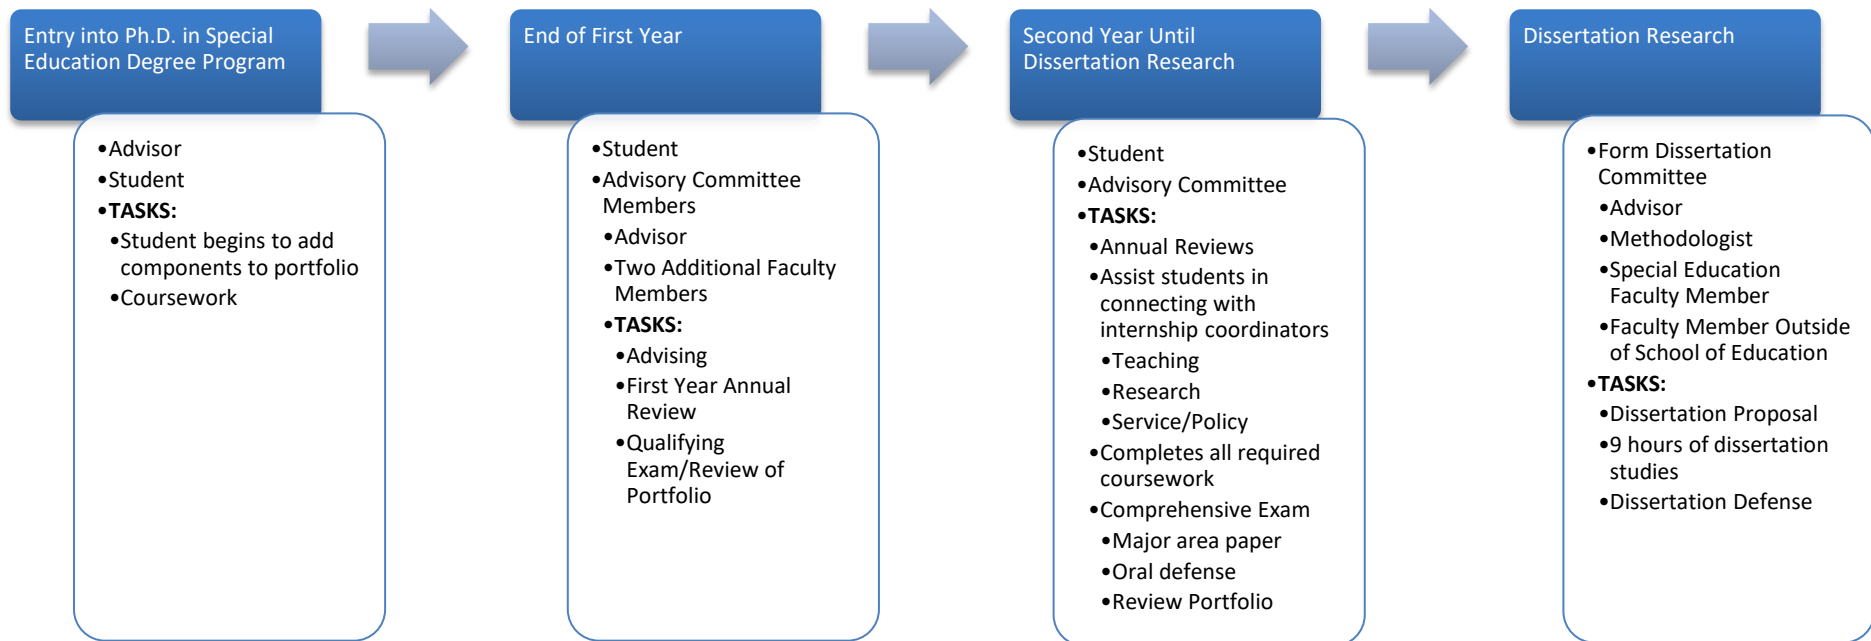 Entry into Ph.D. in Special
Education Degree Program
•Advisor
•Student
•TASKS:
•Student begins to add
components to portfolio
•Coursework
End of First Year
•Student
•Advisory Committee
Members
•Advisor
•Two Additional Faculty
Members
•TASKS:
•Advising
•First Year Annual
Review
•Qualifying
Exam/Review of
Portfolio
Second Year Until
Dissertation Research
•Student
•Advisory Committee
•TASKS:
•Annual Reviews
•Assist students in
connecting with
internship coordinators
•Teaching
•Research
•Service/Policy
•Completes all required
coursework
•Comprehensive Exam
•Major area paper
•Oral defense
•Review Portfolio
Dissertation Research
•Form Dissertation
Committee
•Advisor
•Methodologist
•Special Education
Faculty Member
•Faculty Member Outside
of School of Education
•TASKS:
•Dissertation Proposal
•9 hours of dissertation
studies
•Dissertation Defense